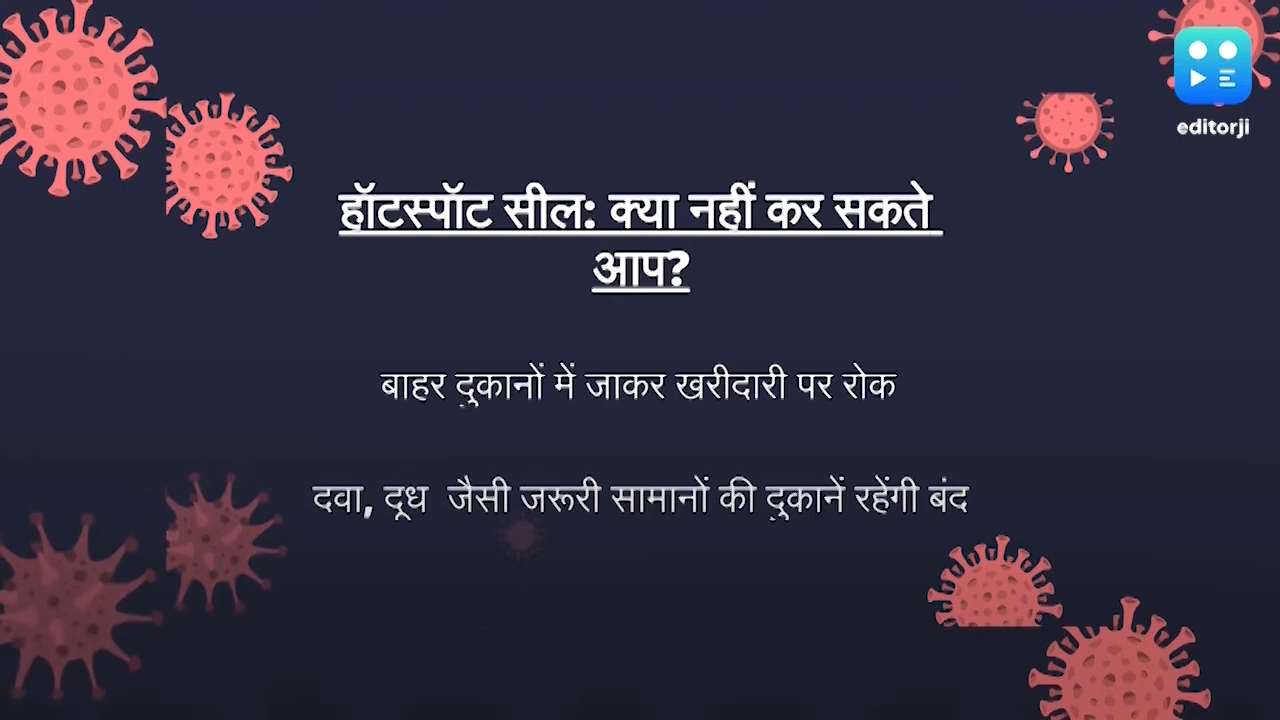 editorji
हॉटस्पॉट सील: क्या नहीं कर सकते
आप?
बाहर दुकानों में जाकर खरीदारी पर रोक
दवा, दूध जैसी जरूरी सामानों की दुकानें रहेंगी बंद